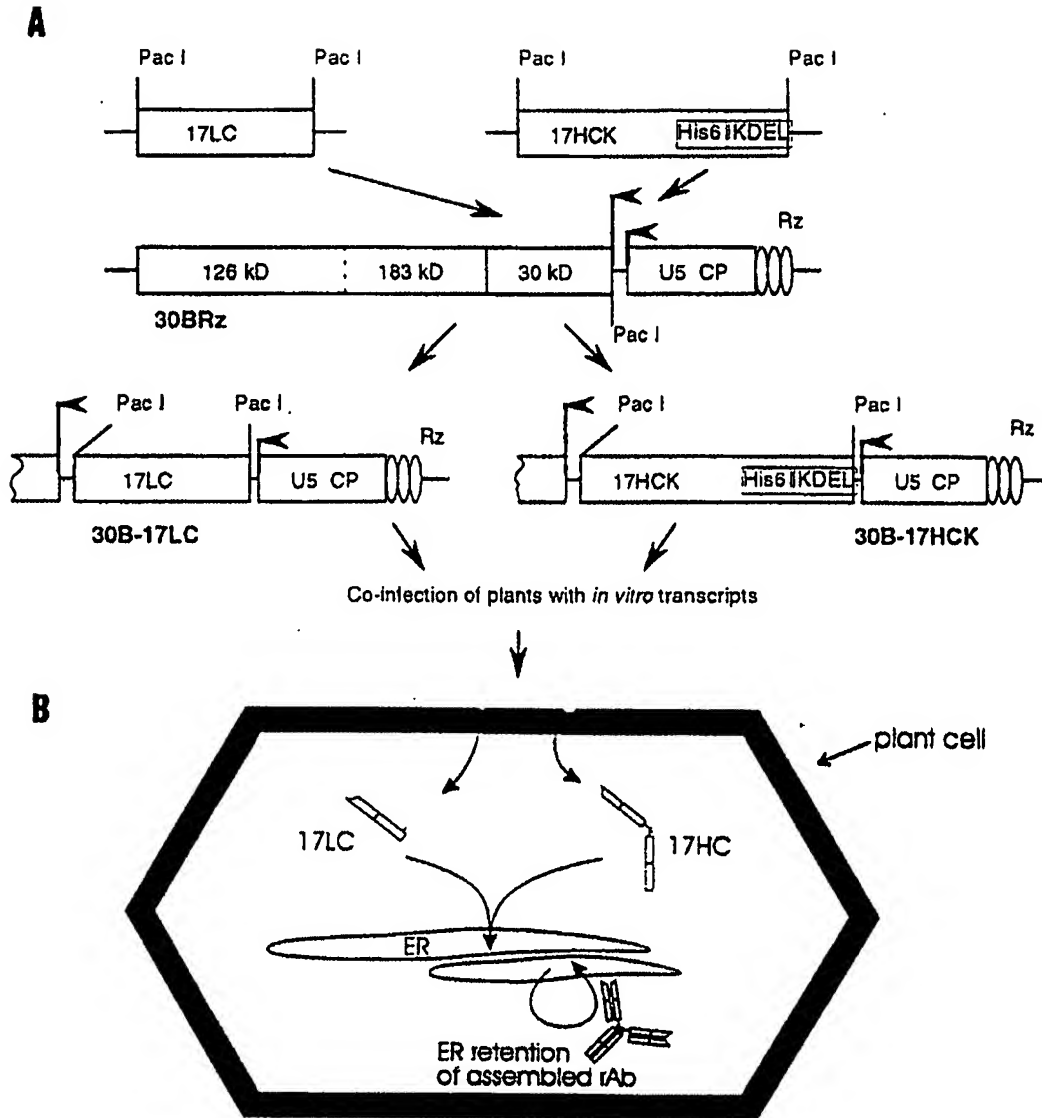 A
Pac I Pac I Pac I Pac I
17LC 17HCK His6 KDEL
Rz
126 kD 183 kD 30 kD U5 CP
30BRz
Pac I
Pac I Pac I Pac I Pac I
Rz Rz
17LC U5 CP 17HCK His6 KDEL U5 CP
30B-17LC 30B-17HCK
Co-infection of plants with in vitro transcripts
B
plant cell
17LC 17HC
ER
ER retention
of assembled rAb